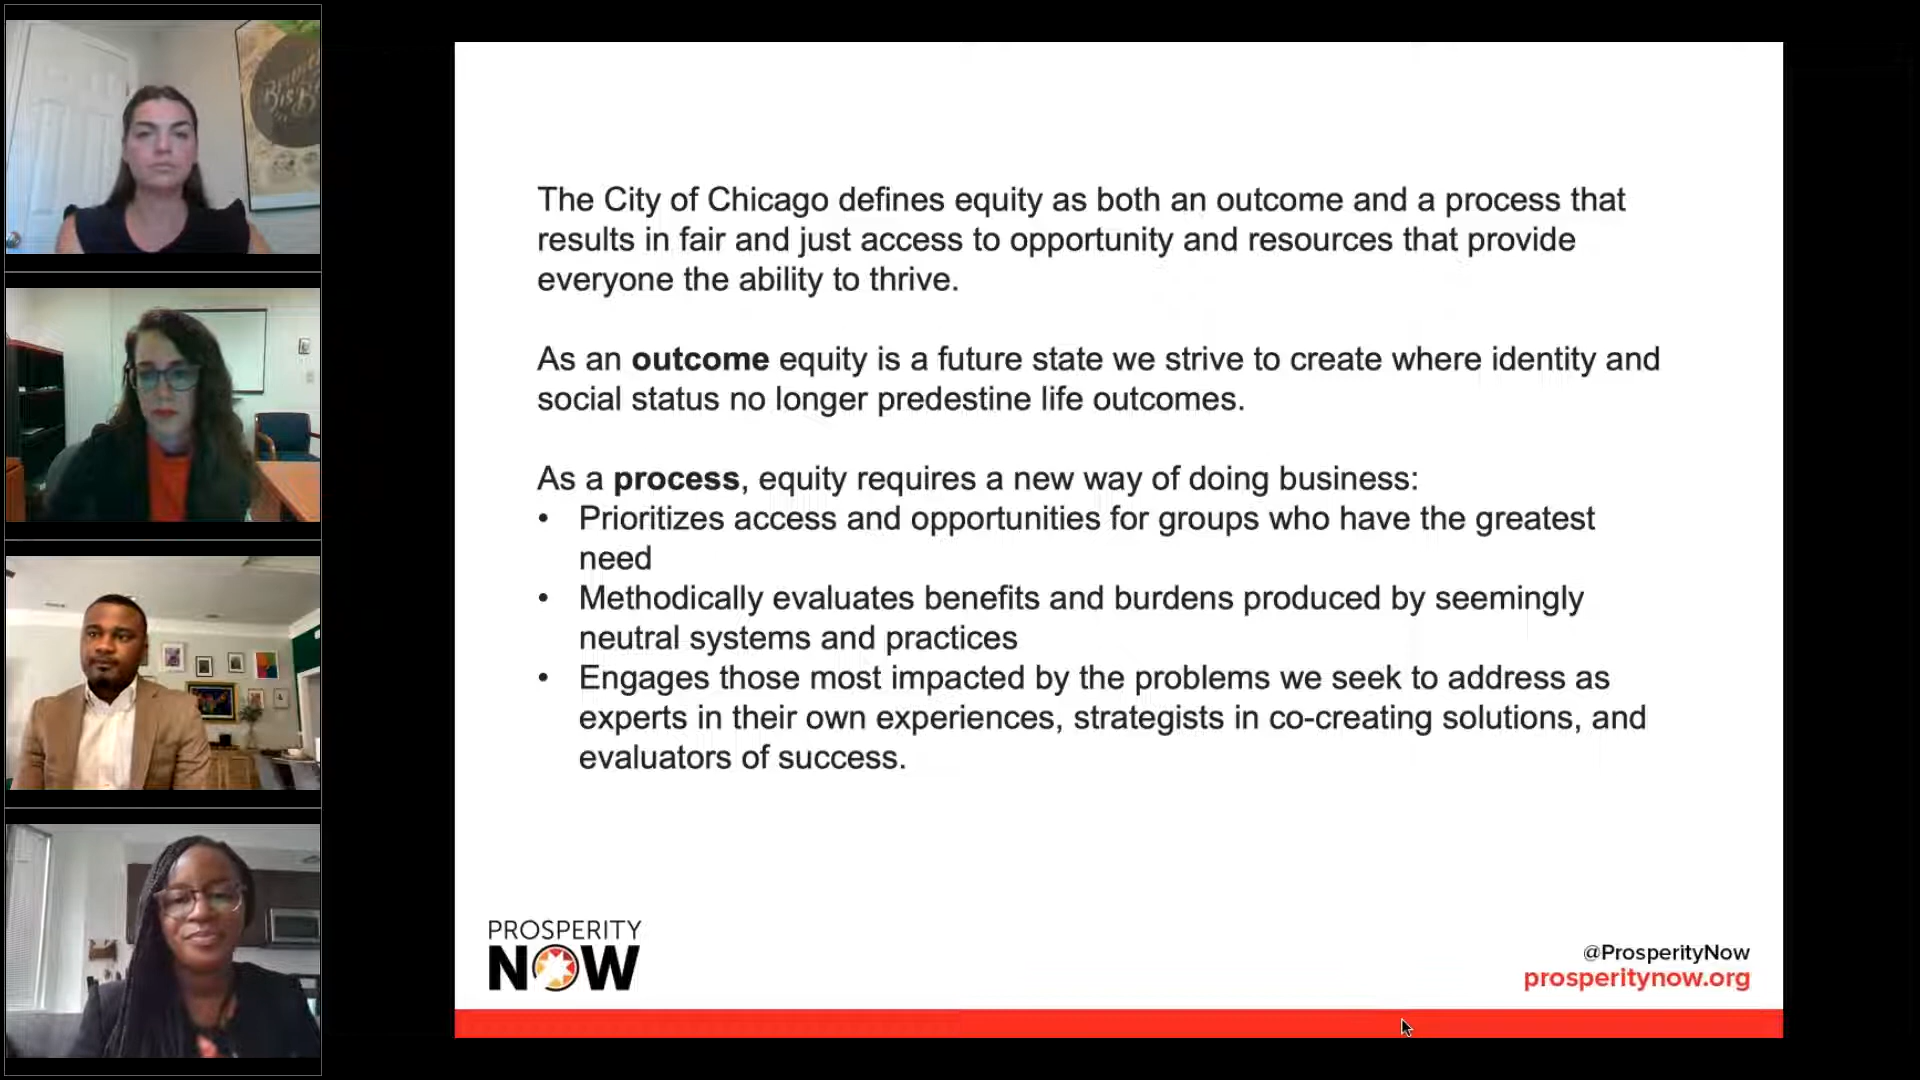 The City of Chicago defines equity as both an outcome and a process that
results in fair and just access to opportunity and resources that provide
everyone the ability to thrive.
As an outcome equity is a future state we strive to create where identity and
social status no longer predestine life outcomes.
As a process, equity requires a new way of doing business:
• Prioritizes access and opportunities for groups who have the greatest
need
• Methodically evaluates benefits and burdens produced by seemingly
neutral systems and practices
• Engages those most impacted by the problems we seek to address as
experts in their own experiences, strategists in co-creating solutions, and
evaluators of success.
PROSPERITY
NOW
@ProsperityNow
prosperitynow.org